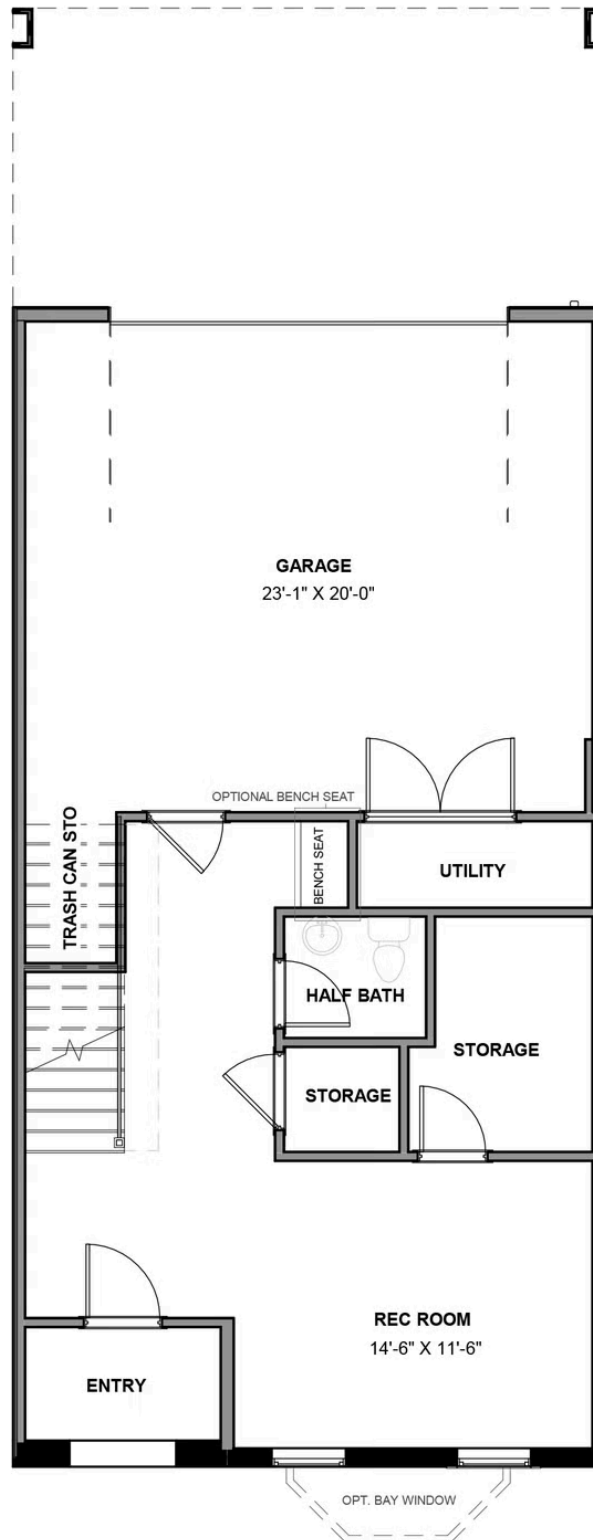 GARAGE
23'-1" X 20'-0"
OPTIONAL BENCH SEAT
TRASH CAN STO
BENCH SEAT
UTILITY
HALF BATH
STORAGE
STORAGE
REC ROOM
14'-6" X 11'-6"
ENTRY
OPT. BAY WINDOW